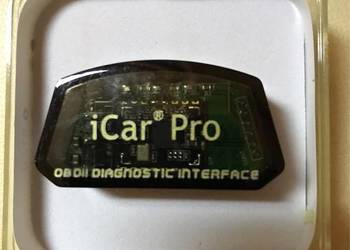 iCar® Pro
OBDII DIAGNOSTIC INTERFACE